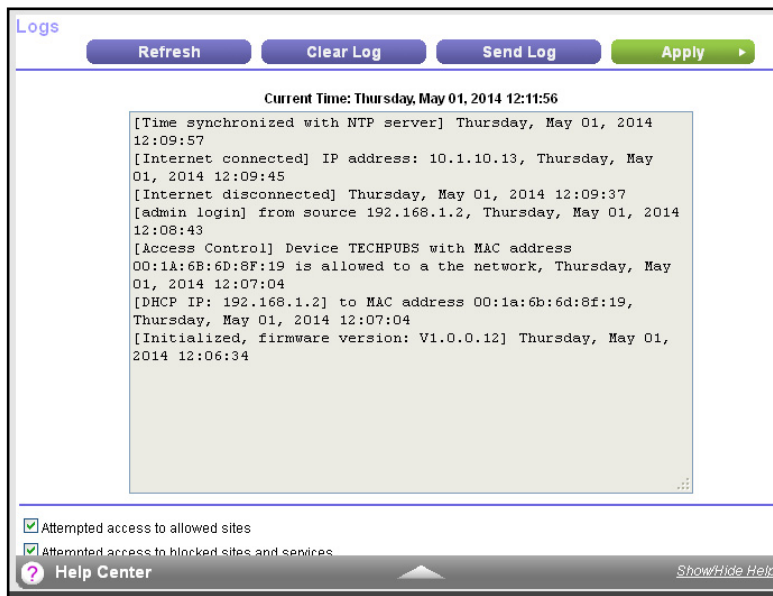 Logs
Refresh Clear Log Send Log Apply
Current Time: Thursday, May 01, 2014 12:11:56
[Time synchronized with NTP server] Thursday, May 01, 2014
12:09:57
[Internet connected] IP address: 10.1.10.13, Thursday, May
01, 2014 12:09:45
[Internet disconnected] Thursday, May 01, 2014 12:09:37
[admin login] from source 192.168.1.2, Thursday, May 01, 2014
12:08:43
[Access Control] Device TECHPUBS with MAC address
00:1A:6B:6D:8F:19 is allowed to a the network, Thursday, May
01, 2014 12:07:04
[DHCP IP: 192.168.1.2] to MAC address 00:1a:6b:6d:8f:19,
Thursday, May 01, 2014 12:07:04
[Initialized, firmware version: V1.0.0.12] Thursday, May 01,
2014 12:06:34
Attempted access to allowed sites
Attempted access to blocked sites and services
? Help Center Show/Hide Help